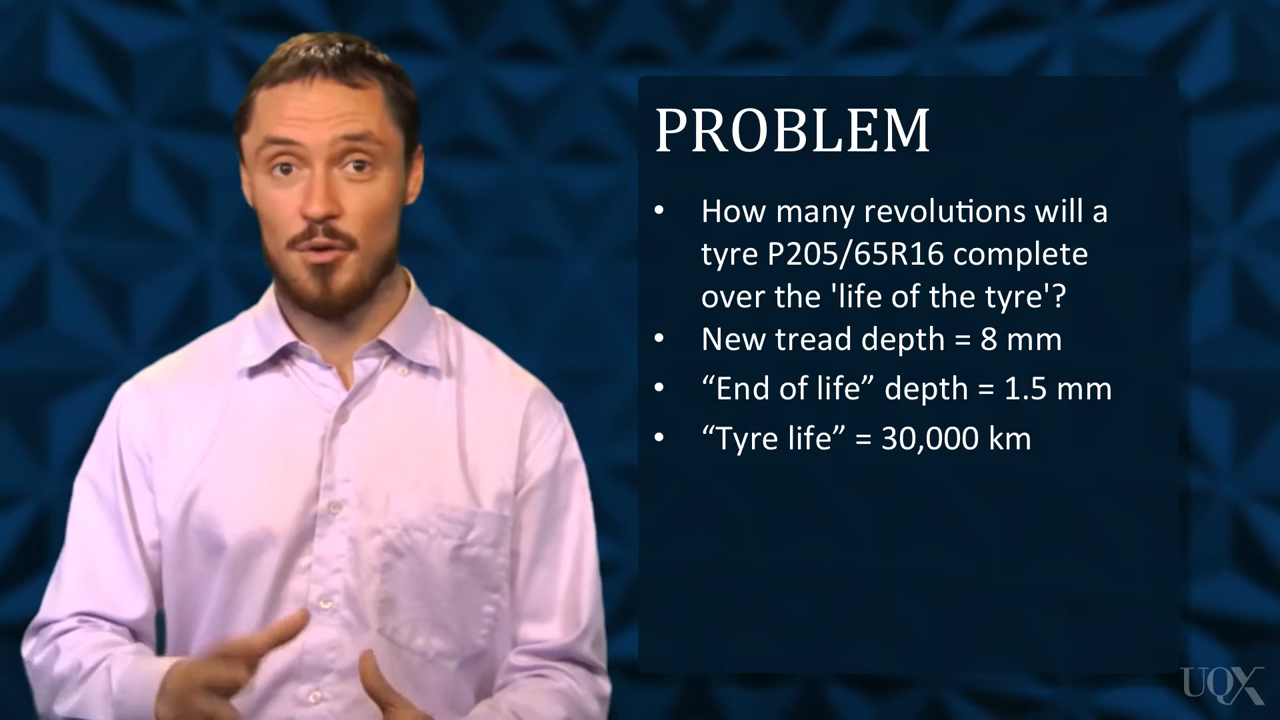 PROBLEM
• How many revolutions will a
tyre P205/65R16 complete
over the 'life of the tyre'?
• New tread depth = 8 mm
• “End of life” depth = 1.5 mm
• “Tyre life” = 30,000 km
UQX